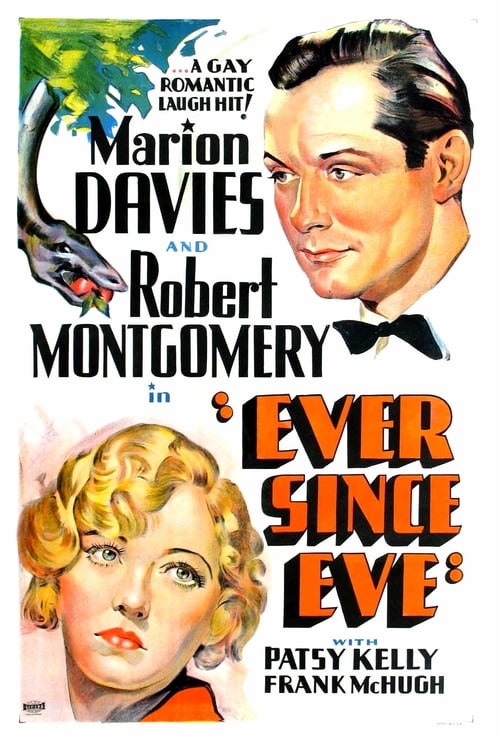 ...A GAY
ROMANTIC
LAUGH HIT!
Marion
DAVIES
AND
Robert
MONTGOMERY
in
"EVER
SINCE
EVE"
WITH
PATSY KELLY
FRANK McHUGH